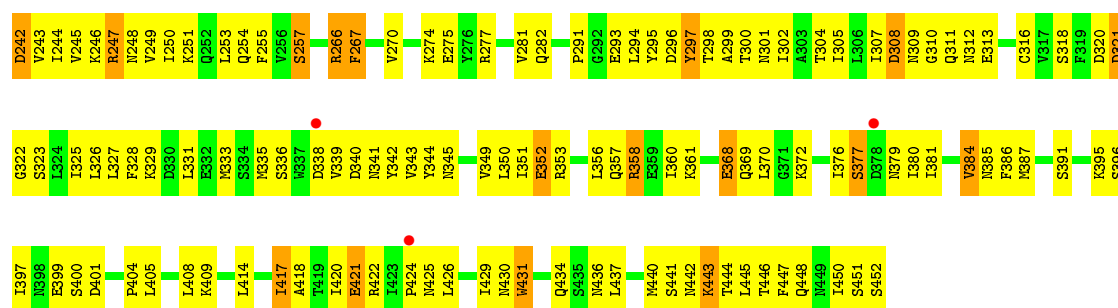 D242 V243 I244 V245 K246 R247 N248 V249 I250 K251 Q252 L253 Q254 F255 V256 S257 R266 F267 V270 K274 E275 Y276 R277 V281 Q282 P291 G292 E293 L294 Y295 D296 Y297 T298 A299 T300 N301 I302 A303 T304 I305 L306 I307 D308 N309 G310 Q311 N312 E313 C316 V317 S318 F319 D320 D321
G322 S323 L324 I325 L326 L327 F328 K329 D330 L331 E332 M333 S334 M335 S336 W337 D338 V339 D340 N341 Y342 V343 Y344 N345 V349 L350 I351 E352 R353 L356 Q357 R358 E359 I360 K361 E368 Q369 L370 G371 K372 I376 S377 D378 N379 I380 I381 V384 N385 F386 M387 S391 K395 S396
I397 N398 E399 S400 D401 P404 L405 L408 K409 L414 I417 A418 T419 I420 E421 R422 I423 P424 N425 L426 I429 N430 W431 Q434 S435 N436 L437 M440 S441 N442 K443 T444 L445 T446 F447 Q448 N449 I450 S451 S452